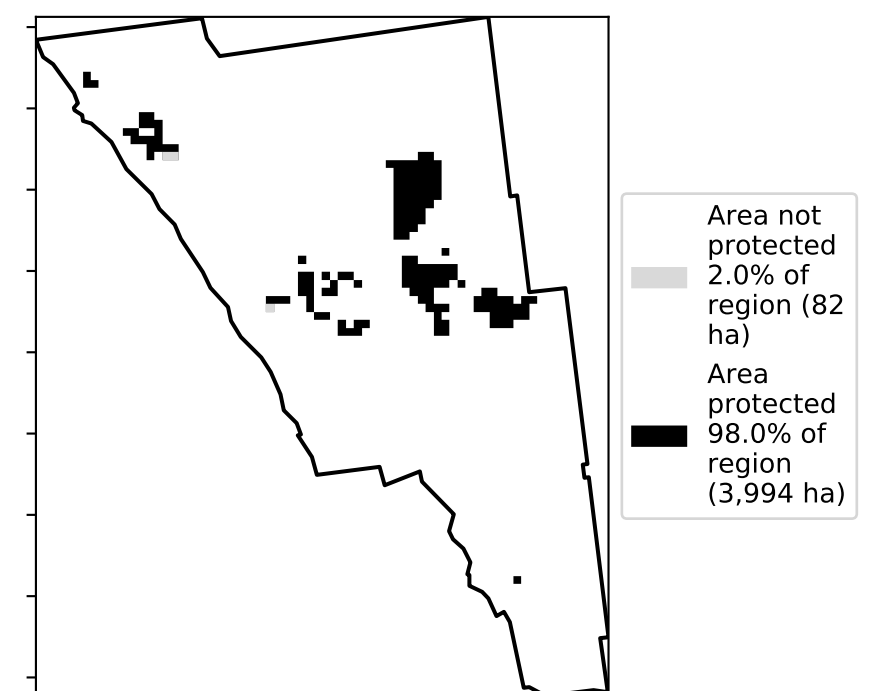 Area not
protected
2.0% of
region (82
ha)
Area
protected
98.0% of
region
(3,994 ha)